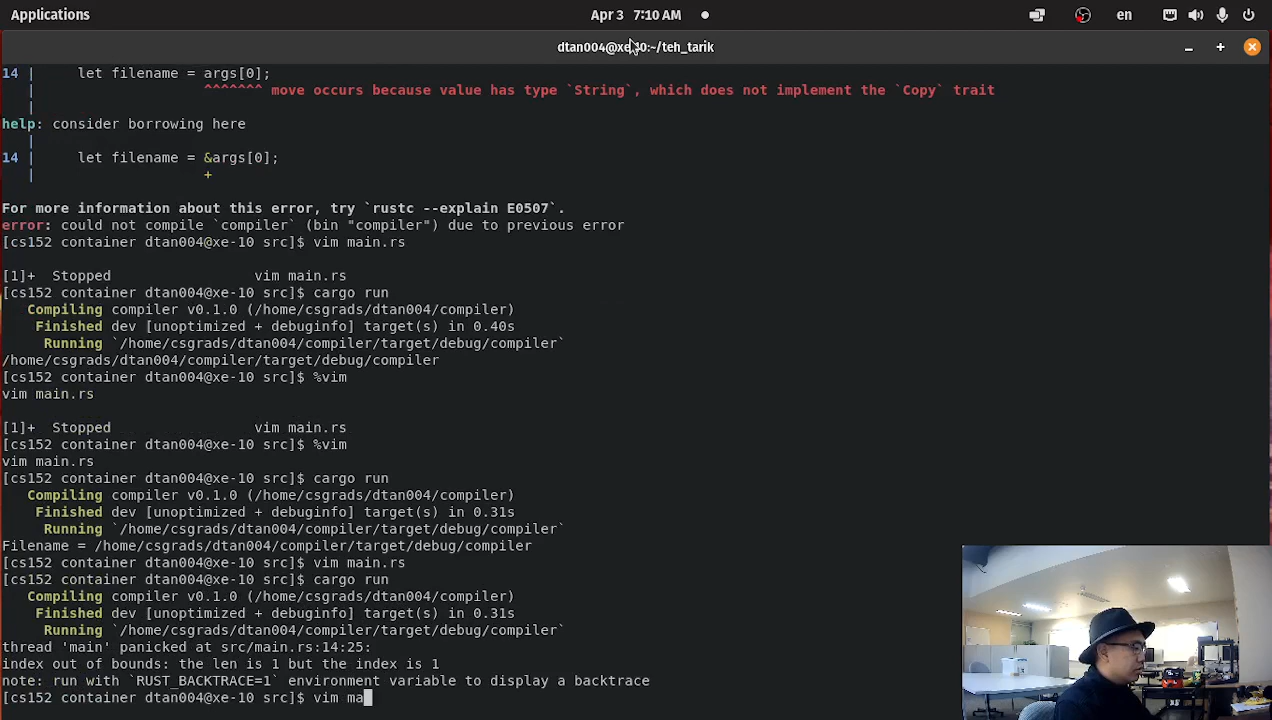 Applications
Apr 3 7:10 AM
en
dtan004@xe-10:~/teh_tarik
14 |     let filename = args[0];
   |                    ^^^^^^^ move occurs because value has type `String`, which does not implement the `Copy` trait
   |
help: consider borrowing here
   |
14 |     let filename = &args[0];
   |                    +
For more information about this error, try `rustc --explain E0507`.
error: could not compile `compiler` (bin "compiler") due to previous error
[cs152 container dtan004@xe-10 src]$ vim main.rs
[1]+  Stopped                 vim main.rs
[cs152 container dtan004@xe-10 src]$ cargo run
   Compiling compiler v0.1.0 (/home/csgrads/dtan004/compiler)
    Finished dev [unoptimized + debuginfo] target(s) in 0.40s
     Running `/home/csgrads/dtan004/compiler/target/debug/compiler`
/home/csgrads/dtan004/compiler/target/debug/compiler
[cs152 container dtan004@xe-10 src]$ %vim
vim main.rs
[1]+  Stopped                 vim main.rs
[cs152 container dtan004@xe-10 src]$ %vim
vim main.rs
[cs152 container dtan004@xe-10 src]$ cargo run
   Compiling compiler v0.1.0 (/home/csgrads/dtan004/compiler)
    Finished dev [unoptimized + debuginfo] target(s) in 0.31s
     Running `/home/csgrads/dtan004/compiler/target/debug/compiler`
Filename = /home/csgrads/dtan004/compiler/target/debug/compiler
[cs152 container dtan004@xe-10 src]$ vim main.rs
[cs152 container dtan004@xe-10 src]$ cargo run
   Compiling compiler v0.1.0 (/home/csgrads/dtan004/compiler)
    Finished dev [unoptimized + debuginfo] target(s) in 0.31s
     Running `/home/csgrads/dtan004/compiler/target/debug/compiler`
thread 'main' panicked at src/main.rs:14:25:
index out of bounds: the len is 1 but the index is 1
note: run with `RUST_BACKTRACE=1` environment variable to display a backtrace
[cs152 container dtan004@xe-10 src]$ vim ma